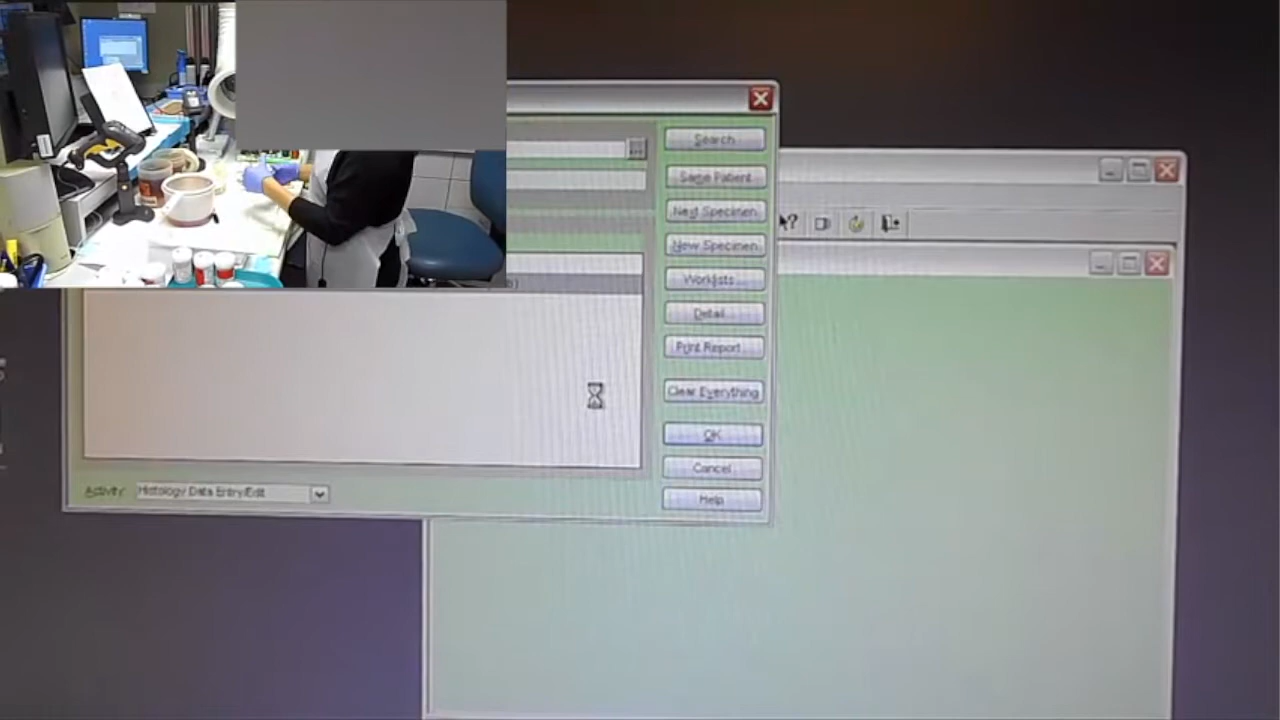 Search
Same Patient
Next Specimen
New Specimen
Worklists...
Detail...
Print Report...
Clear Everything
OK
Cancel
Help
Activity Histology Data Entry/Edit